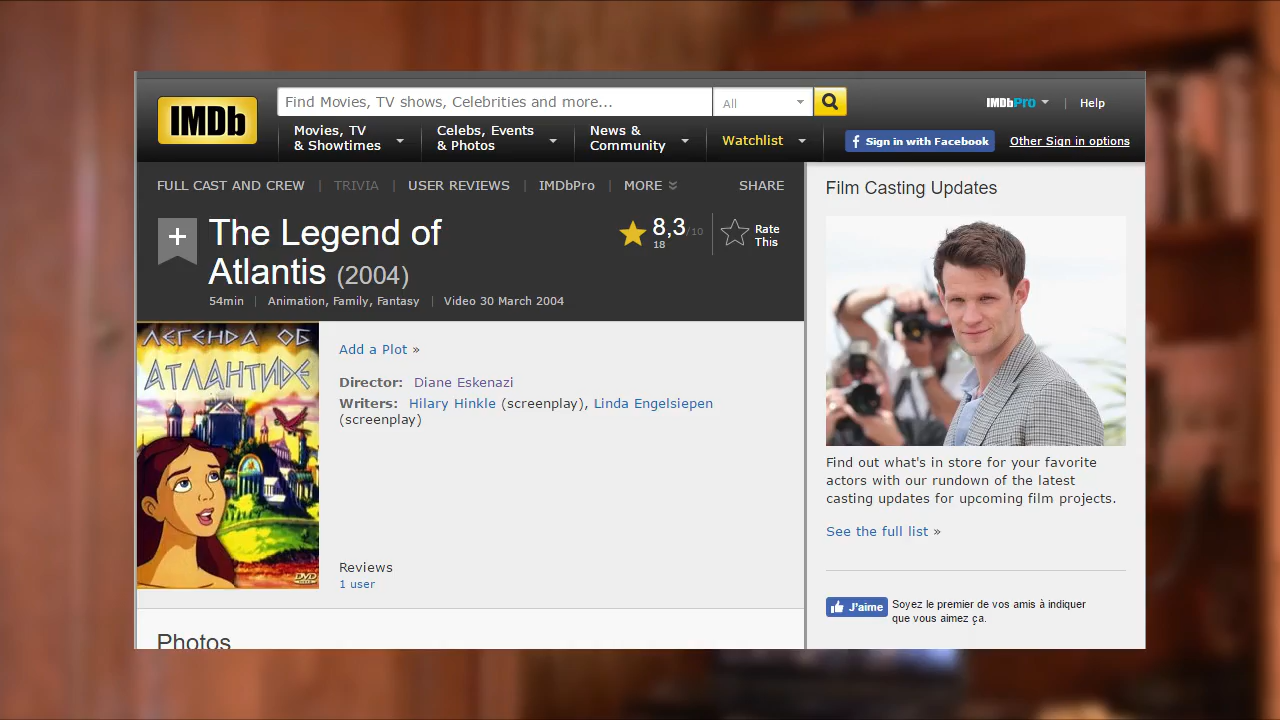 IMDb
Find Movies, TV shows, Celebrities and more...
All
IMDbPro
Help
Movies, TV
& Showtimes
Celebs, Events
& Photos
News &
Community
Watchlist
f Sign in with Facebook
Other Sign in options
FULL CAST AND CREW | TRIVIA | USER REVIEWS | IMDbPro | MORE
SHARE
+
The Legend of
Atlantis (2004)
8,3/10
18
Rate
This
54min | Animation, Family, Fantasy | Video 30 March 2004
ЛЕГЕНДА ОБ
АТЛАНТИДЕ
DVD
Add a Plot »
Director: Diane Eskenazi
Writers: Hilary Hinkle (screenplay), Linda Engelsiepen
(screenplay)
Reviews
1 user
Photos
Film Casting Updates
Find out what's in store for your favorite
actors with our rundown of the latest
casting updates for upcoming film projects.
See the full list »
J'aime
Soyez le premier de vos amis à indiquer
que vous aimez ça.